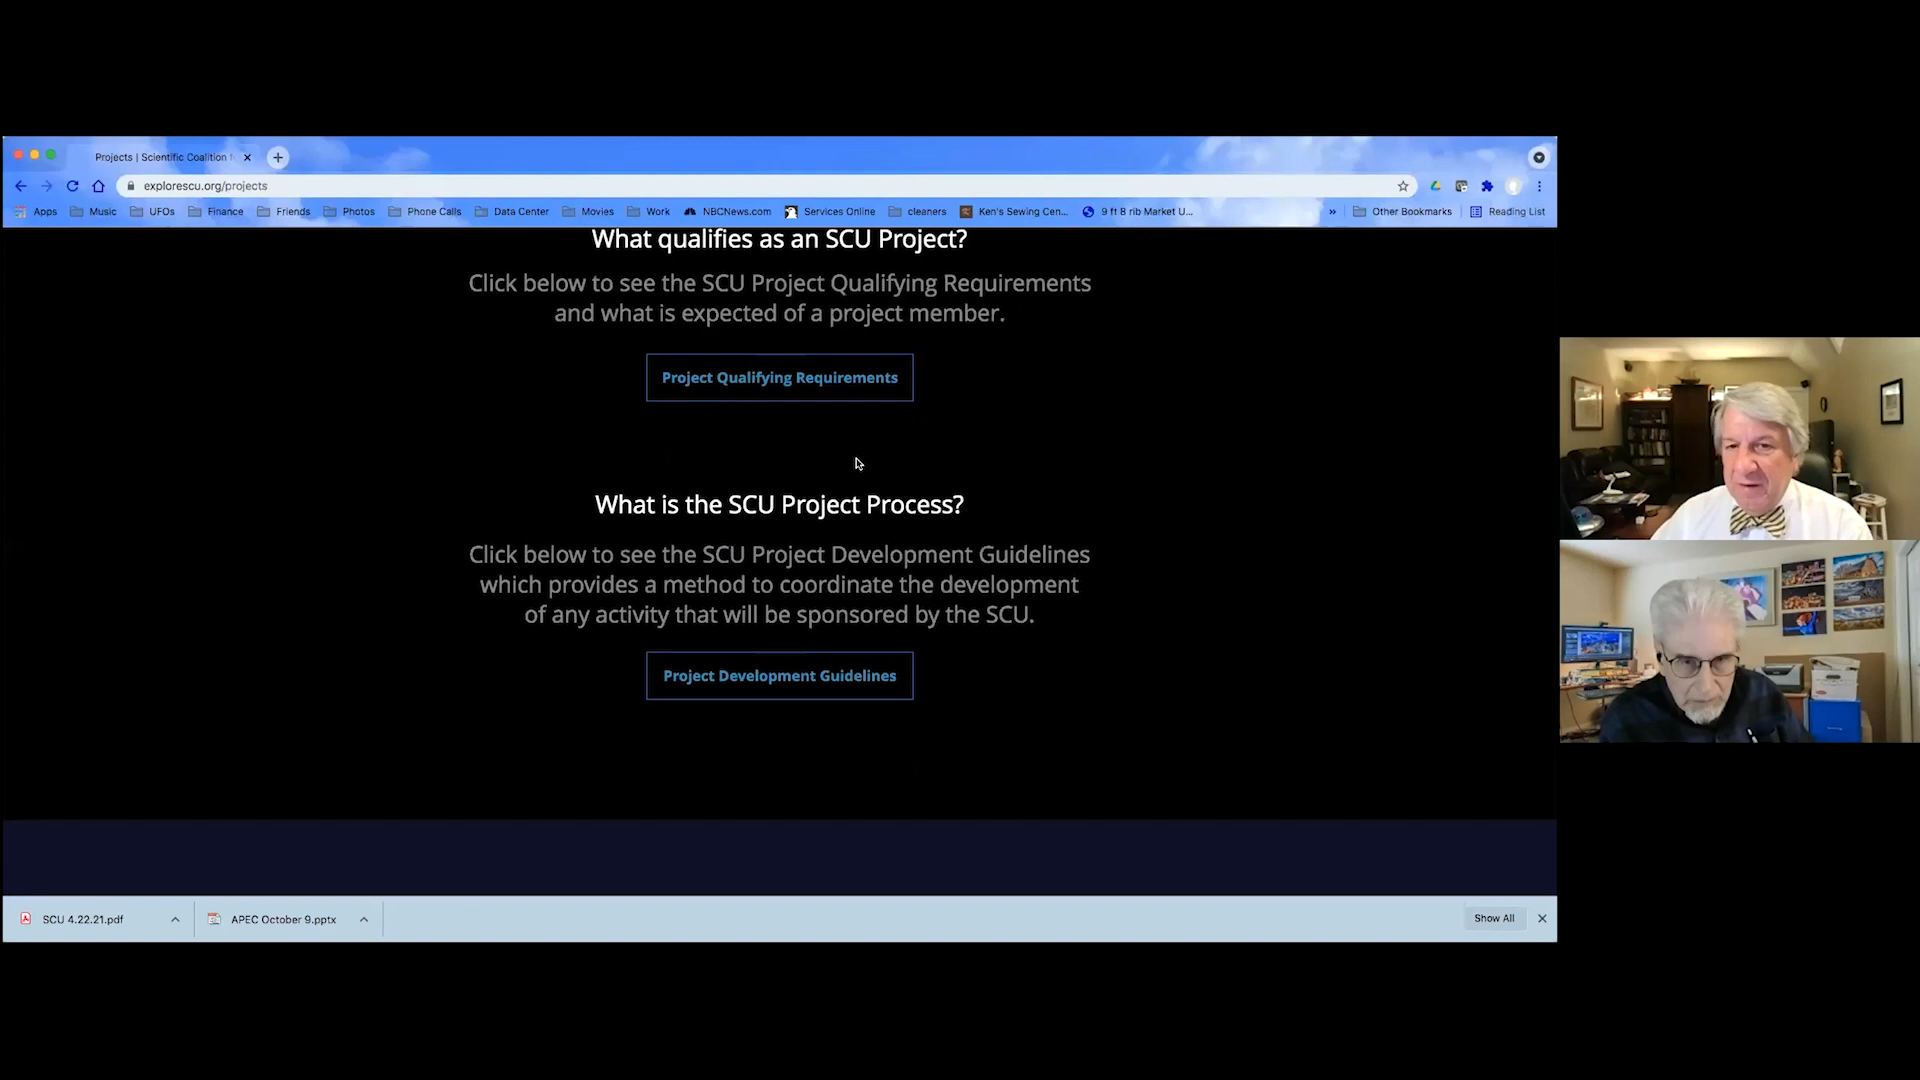 Projects | Scientific Coalition f
explorescu.org/projects
Apps Music UFOs Finance Friends Photos Phone Calls Data Center Movies Work NBCNews.com Services Online cleaners Ken's Sewing Cen... 9 ft 8 rib Market U... » Other Bookmarks Reading List
What qualifies as an SCU Project?
Click below to see the SCU Project Qualifying Requirements
and what is expected of a project member.
Project Qualifying Requirements
What is the SCU Project Process?
Click below to see the SCU Project Development Guidelines
which provides a method to coordinate the development
of any activity that will be sponsored by the SCU.
Project Development Guidelines
SCU 4.22.21.pdf APEC October 9.pptx Show All